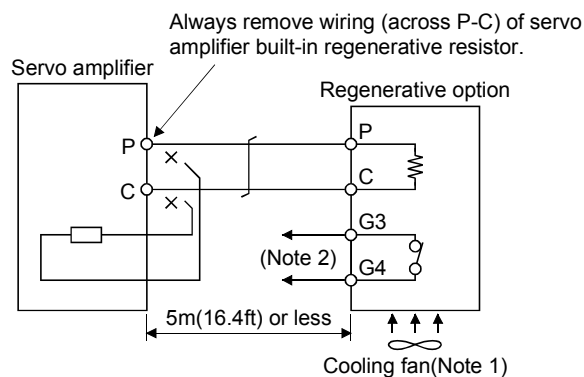 Always remove wiring (across P-C) of servo
amplifier built-in regenerative resistor.
Servo amplifier
Regenerative option
P
P
C
C
G3
(Note 2)
G4
5m(16.4ft) or less
Cooling fan(Note 1)